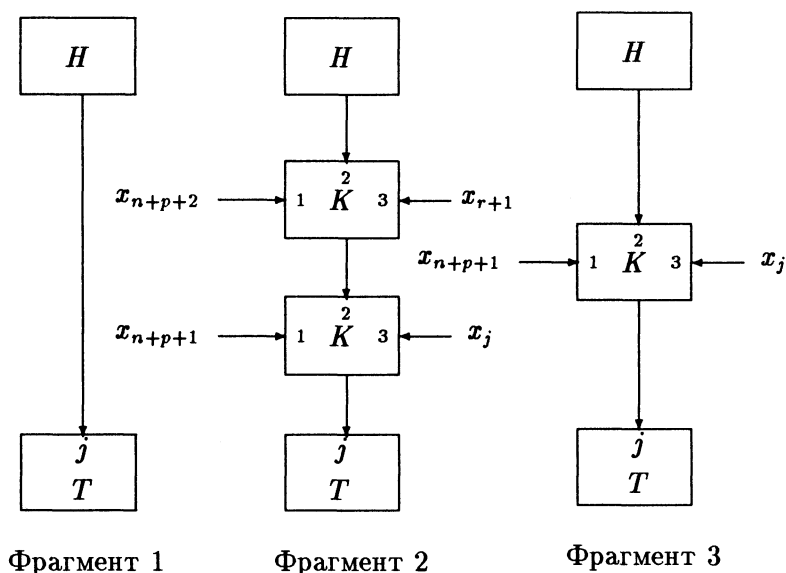 H H H
2
x_{n+p+2} 1 K 3 x_{r+1}
2
x_{n+p+1} 1 K 3 x_j
2
x_{n+p+1} 1 K 3 x_j
j j j
T T T
Фрагмент 1 Фрагмент 2 Фрагмент 3